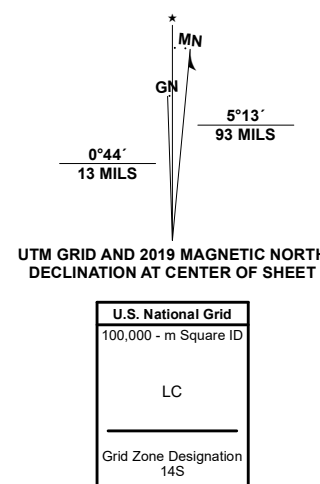 ★
MN
GN
5°13´
93 MILS
0°44´
13 MILS
UTM GRID AND 2019 MAGNETIC NORTH
DECLINATION AT CENTER OF SHEET
U.S. National Grid
100,000 - m Square ID
LC
Grid Zone Designation
14S